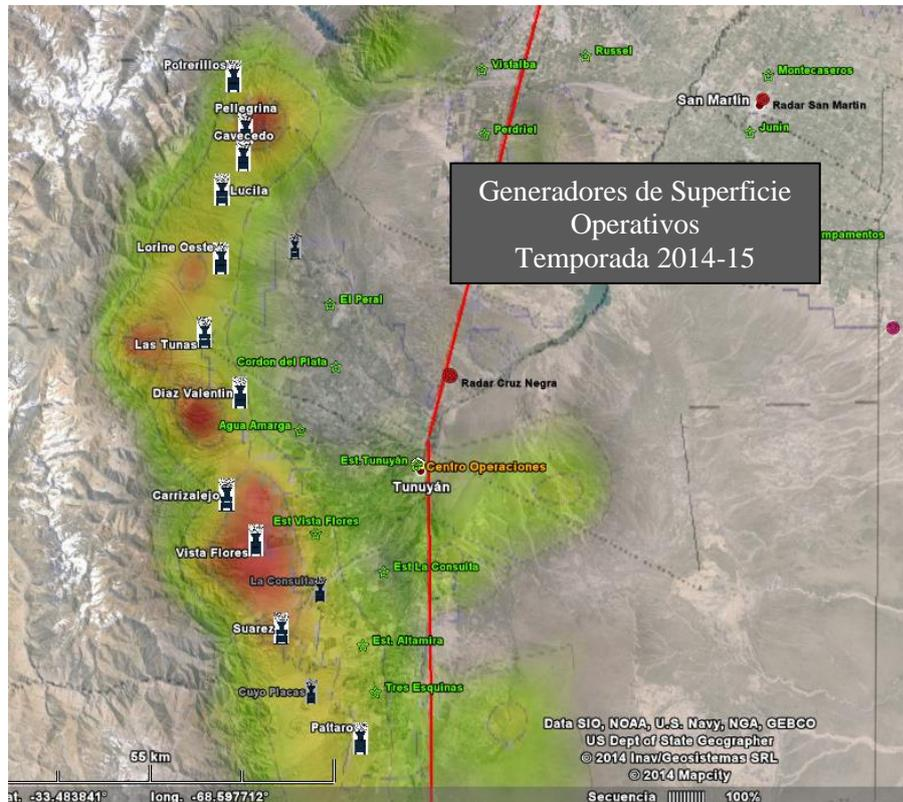 Potrerillos
Vistalba
Russel
Montecaseros
San Martín
Radar San Martin
Pellegrina
Perdriel
Junin
Cavecedo
Lucila
Generadores de Superficie
Operativos
Temporada 2014-15
mpamentos
Lorine Oeste
El Peral
Las Tunas
Cordon del Plata
Radar Cruz Negra
Diaz Valentin
Agua Amarga
Est.Tunuyán
Centro Operaciones
Tunuyán
Carrizalejo
Est Vista Flores
Vista Flores
Est La Consulta
La Consulta
Suarez
Est. Altamira
Cuyo Placas
Tres Esquinas
Pattaro
Data SIO, NOAA, U.S. Navy, NGA, GEBCO
US Dept of State Geographer
© 2014 Inav/Geosistemas SRL
© 2014 Mapcity
55 km
at. -33.483841° long. -68.597712° Secuencia 100%